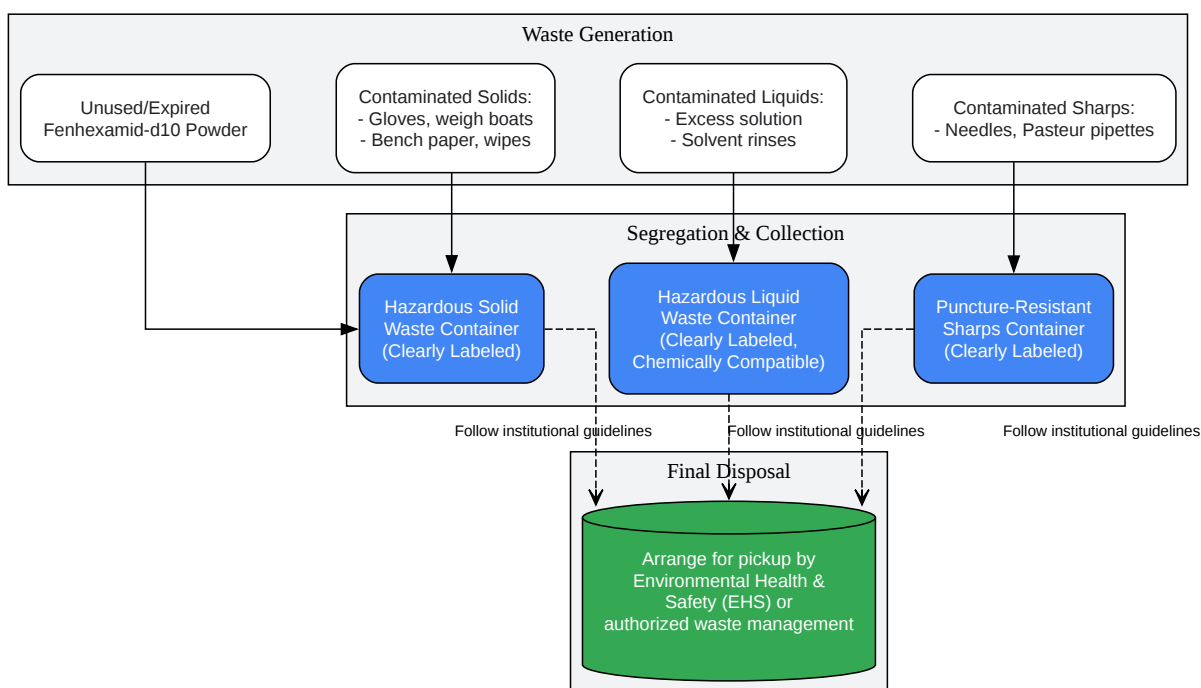 Waste Generation
Unused/Expired
Fenhexamid-d10 Powder
Contaminated Solids:
- Gloves, weigh boats
- Bench paper, wipes
Contaminated Liquids:
- Excess solution
- Solvent rinses
Contaminated Sharps:
- Needles, Pasteur pipettes
Segregation & Collection
Hazardous Solid
Waste Container
(Clearly Labeled)
Hazardous Liquid
Waste Container
(Clearly Labeled,
Chemically Compatible)
Puncture-Resistant
Sharps Container
(Clearly Labeled)
Follow institutional guidelines
Follow institutional guidelines
Follow institutional guidelines
Final Disposal
Arrange for pickup by
Environmental Health &
Safety (EHS) or
authorized waste management